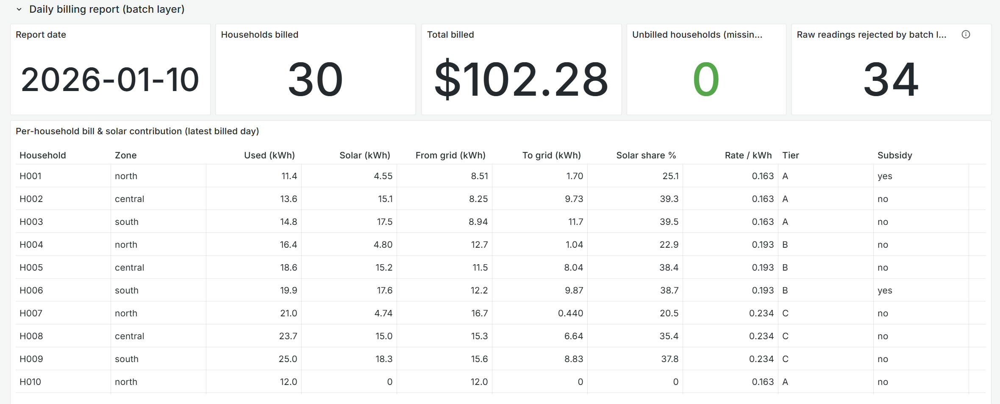 Daily billing report (batch layer)
Report date
Households billed
Total billed
Unbilled households (missin...
Raw readings rejected by batch l...
2026-01-10
30
$102.28
0
34
Per-household bill & solar contribution (latest billed day)
Household Zone Used (kWh) Solar (kWh) From grid (kWh) To grid (kWh) Solar share % Rate / kWh Tier Subsidy
H001 north 11.4 4.55 8.51 1.70 25.1 0.163 A yes
H002 central 13.6 15.1 8.25 9.73 39.3 0.163 A no
H003 south 14.8 17.5 8.94 11.7 39.5 0.163 A no
H004 north 16.4 4.80 12.7 1.04 22.9 0.193 B no
H005 central 18.6 15.2 11.5 8.04 38.4 0.193 B no
H006 south 19.9 17.6 12.2 9.87 38.7 0.193 B yes
H007 north 21.0 4.74 16.7 0.440 20.5 0.234 C no
H008 central 23.7 15.0 15.3 6.64 35.4 0.234 C no
H009 south 25.0 18.3 15.6 8.83 37.8 0.234 C no
H010 north 12.0 0 12.0 0 0 0.163 A no